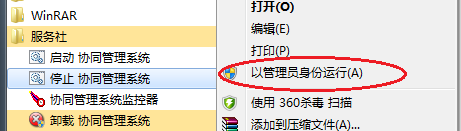 WinRAR
服务社
启动 协同管理系统
停止 协同管理系统
协同管理系统监控器
卸载 协同管理系统
打开(O)
编辑(E)
打印(P)
以管理员身份运行(A)
使用 360杀毒 扫描
添加到压缩文件(A)...